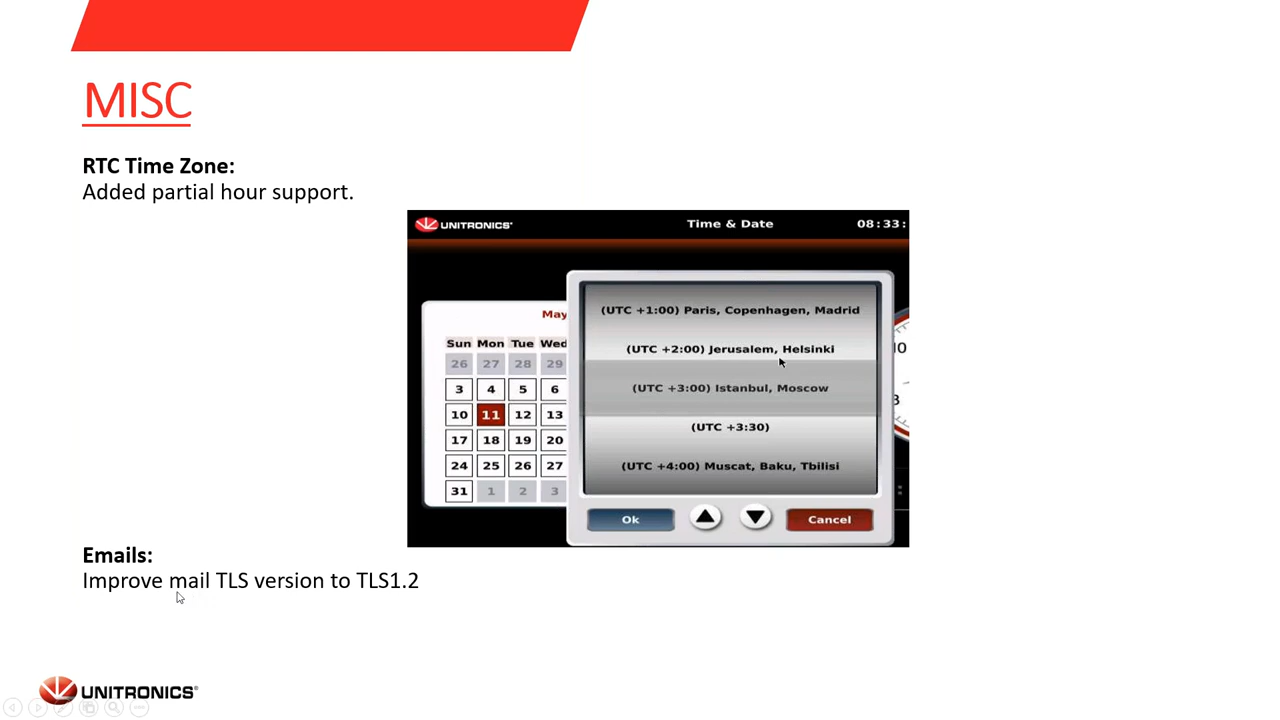 MISC
RTC Time Zone:
Added partial hour support.
UNITRONICS
Time & Date
08:33:
May
Sun Mon Tue Wed
26 27 28 29
3 4 5 6
10 11 12 13
17 18 19 20
24 25 26 27
31 1 2 3
10
(UTC +1:00) Paris, Copenhagen, Madrid
(UTC +2:00) Jerusalem, Helsinki
(UTC +3:00) Istanbul, Moscow
(UTC +3:30)
(UTC +4:00) Muscat, Baku, Tbilisi
Ok
Cancel
Emails:
Improve mail TLS version to TLS1.2
UNITRONICS